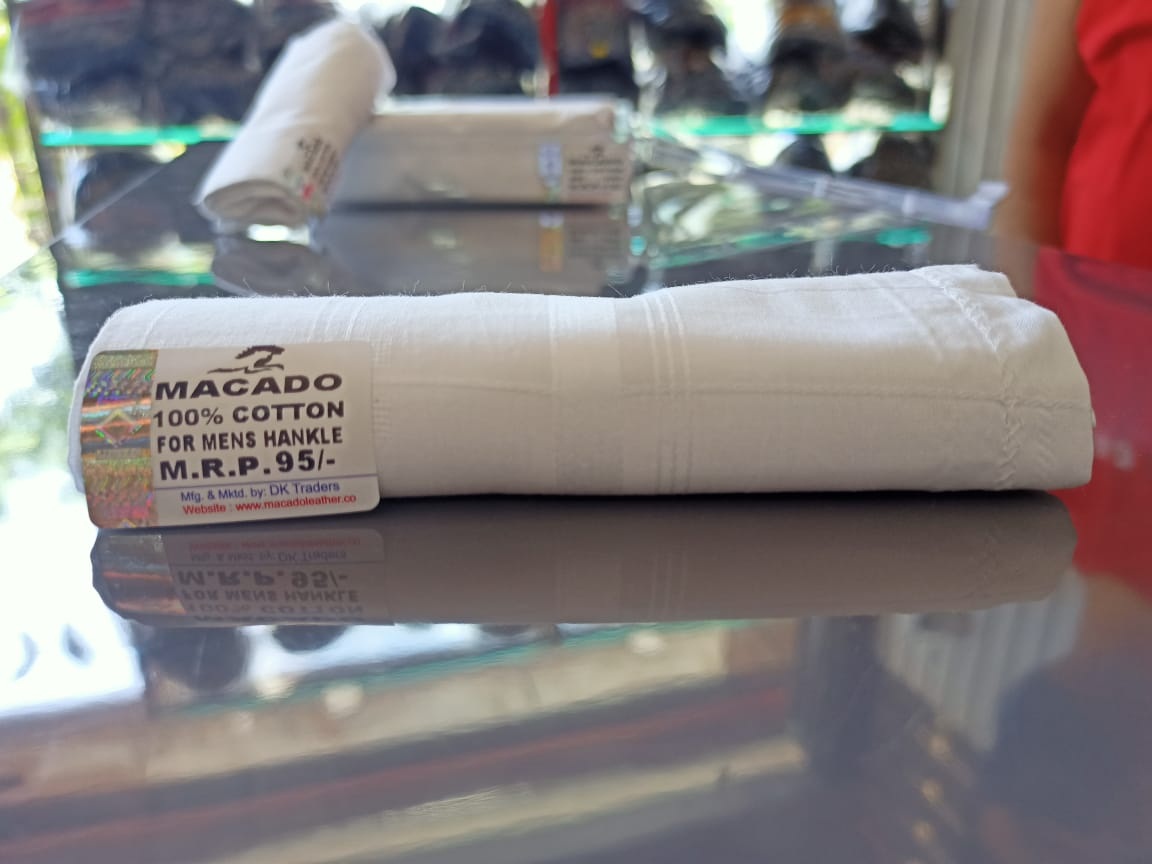 MACADO
100% COTTON
FOR MENS HANKLE
M.R.P. 95/-
Mfg. & Mktd. by: DK Traders
Website : www.macadoleather.co